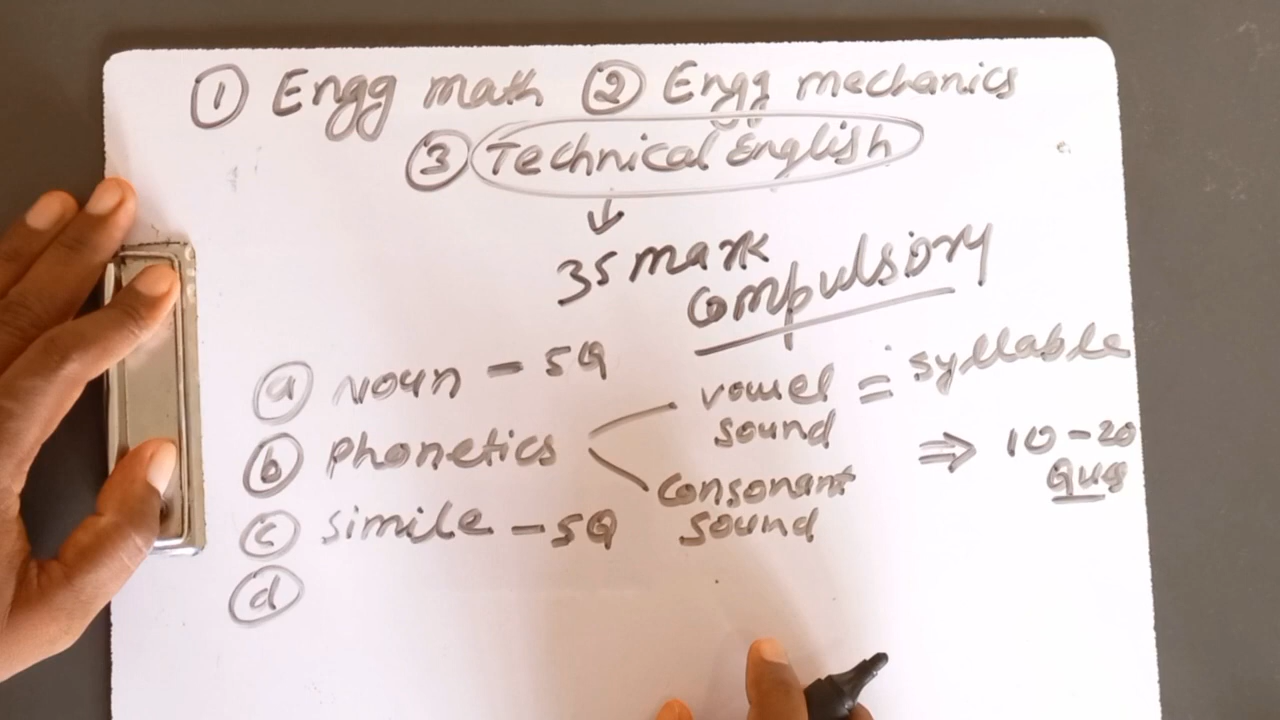 ① Engg math ② Engg mechanics
③ Technical English
↓
35 mark
Compulsory
ⓐ Noun - 5Q
ⓑ Phonetics
vowel sound = syllable
consonant sound
⇒ 10-20 Ques
ⓒ simile - 5Q
ⓓ